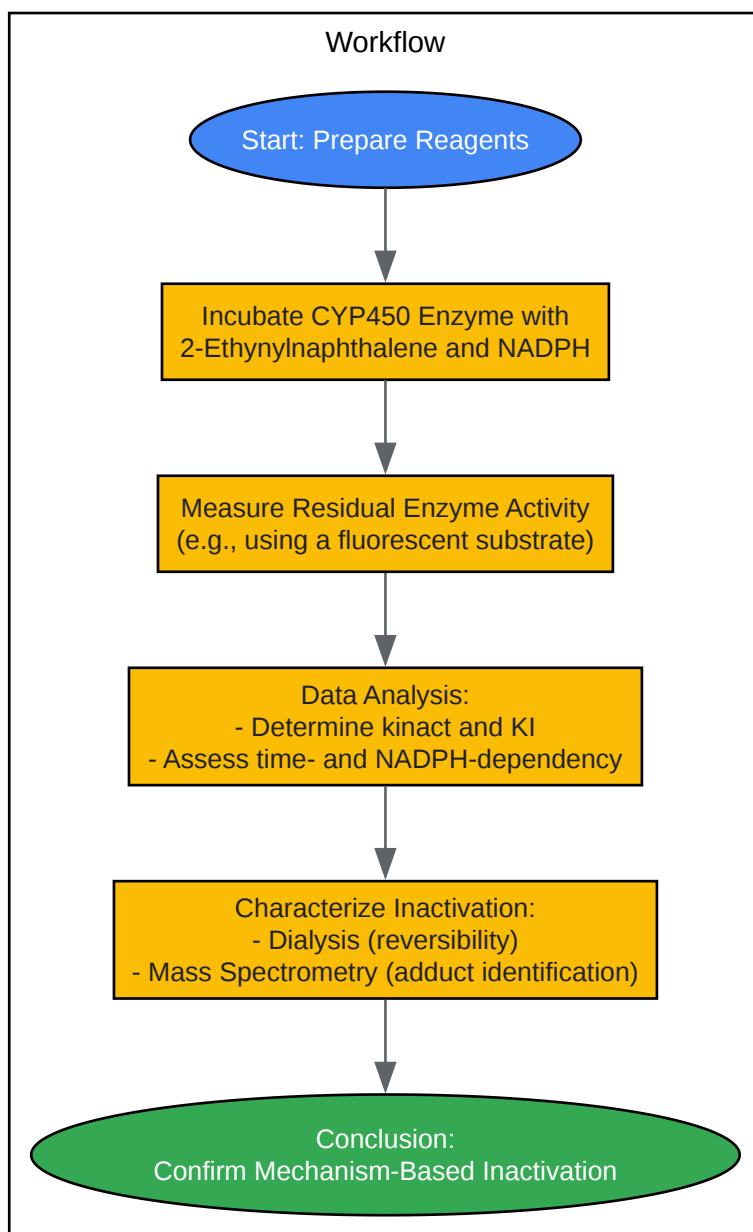 Workflow
Start: Prepare Reagents
Incubate CYP450 Enzyme with
2-Ethynylnaphthalene and NADPH
Measure Residual Enzyme Activity
(e.g., using a fluorescent substrate)
Data Analysis:
- Determine kinact and KI
- Assess time- and NADPH-dependency
Characterize Inactivation:
- Dialysis (reversibility)
- Mass Spectrometry (adduct identification)
Conclusion:
Confirm Mechanism-Based Inactivation